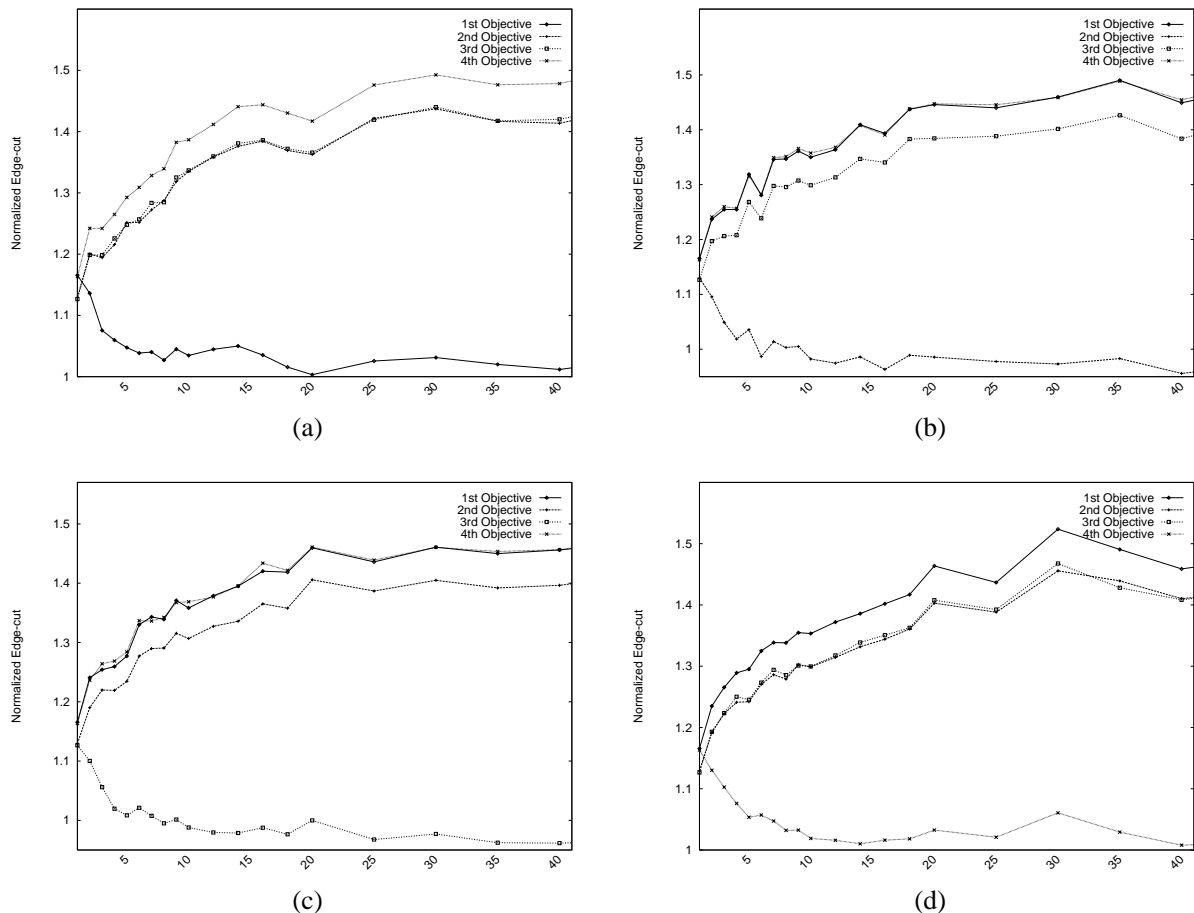 1st Objective
2nd Objective
3rd Objective
4th Objective
Normalized Edge-cut
1.5
1.4
1.3
1.2
1.1
1
5
10
15
20
25
30
35
40
(a)
1st Objective
2nd Objective
3rd Objective
4th Objective
Normalized Edge-cut
1.5
1.4
1.3
1.2
1.1
1
5
10
15
20
25
30
35
40
(b)
1st Objective
2nd Objective
3rd Objective
4th Objective
Normalized Edge-cut
1.5
1.4
1.3
1.2
1.1
1
5
10
15
20
25
30
35
40
(c)
1st Objective
2nd Objective
3rd Objective
4th Objective
Normalized Edge-cut
1.5
1.4
1.3
1.2
1.1
1
5
10
15
20
25
30
35
40
(d)